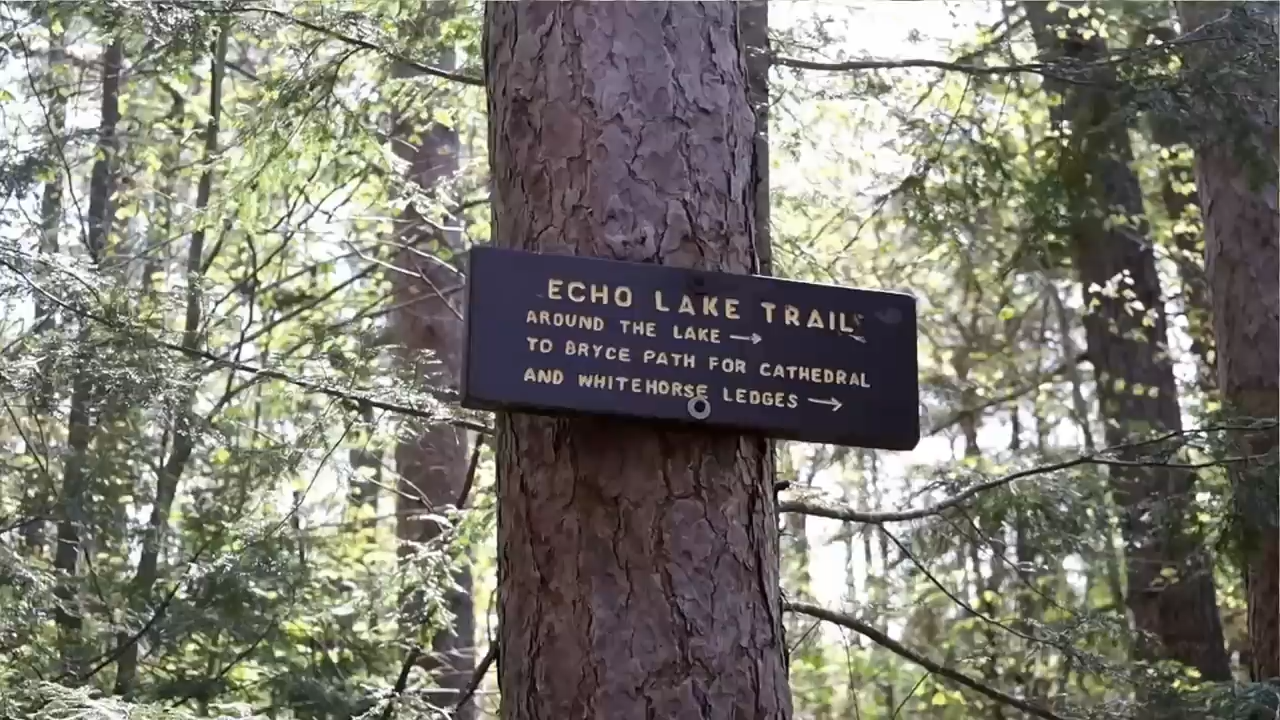 ECHO LAKE TRAIL
AROUND THE LAKE →
TO BRYCE PATH FOR CATHEDRAL
AND WHITEHORSE LEDGES →